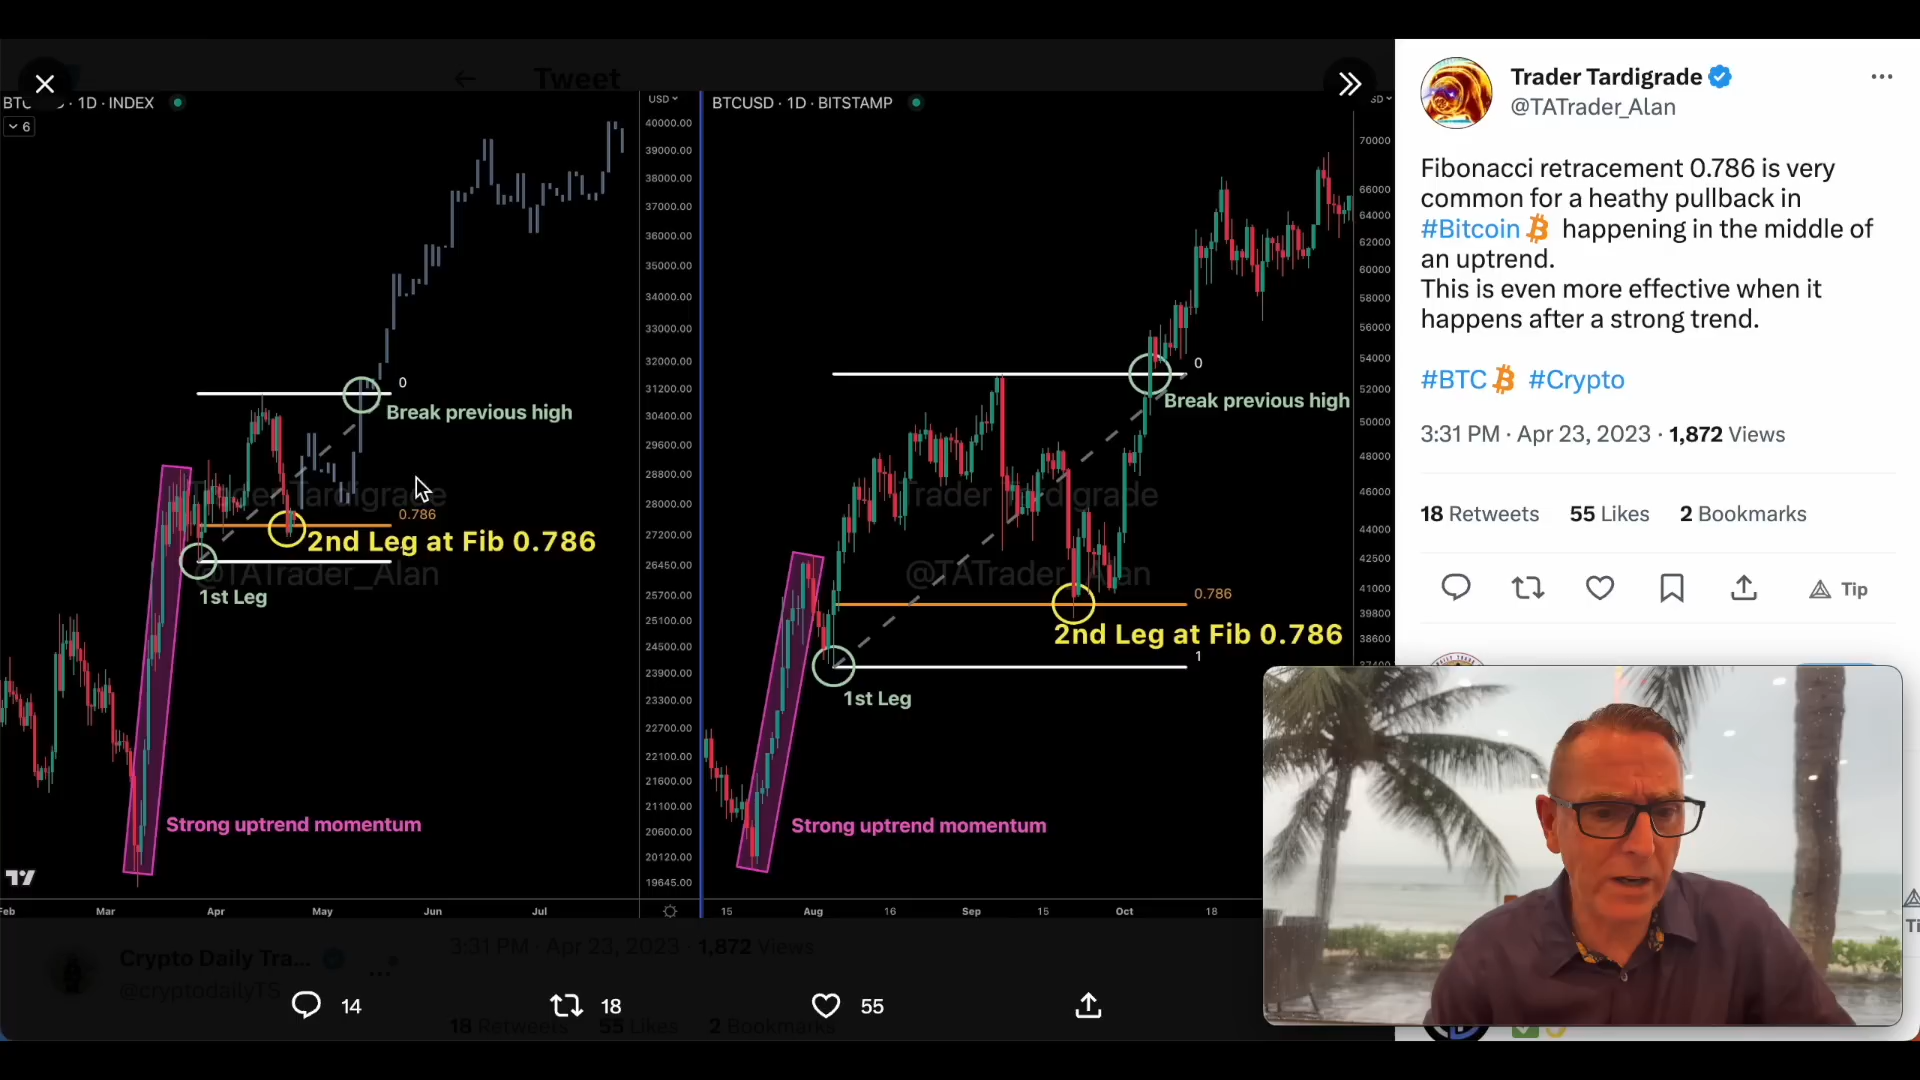 Tweet
BTC · 1D · INDEX
6
USD
40000.00
39000.00
38000.00
37000.00
36000.00
35000.00
34000.00
33000.00
32000.00
31200.00
30400.00
29600.00
28800.00
28000.00
27200.00
26450.00
25700.00
25100.00
24500.00
23900.00
23300.00
22700.00
22100.00
21600.00
21100.00
20600.00
20120.00
19645.00
0
Break previous high
Trader Tardigrade
0.786
2nd Leg at Fib 0.786
@TATrader_Alan
1st Leg
Strong uptrend momentum
Feb Mar Apr May Jun Jul
BTCUSD · 1D · BITSTAMP
70000
66000
64000
62000
60000
58000
56000
54000
52000
50000
48000
46000
44000
42500
41000
39800
38600
0
Break previous high
Trader Tardigrade
@TATrader_Alan
0.786
2nd Leg at Fib 0.786
1
1st Leg
Strong uptrend momentum
15 Aug 16 Sep 15 Oct 18
Crypto Daily Tra...
@cryptodailyTS
3:31 PM · Apr 23, 2023 · 1,872 Views
18 Retweets 55 Likes 2 Bookmarks
14 18 55
Trader Tardigrade
@TATrader_Alan
Fibonacci retracement 0.786 is very
common for a heathy pullback in
#Bitcoin happening in the middle of
an uptrend.
This is even more effective when it
happens after a strong trend.
#BTC #Crypto
3:31 PM · Apr 23, 2023 · 1,872 Views
18 Retweets 55 Likes 2 Bookmarks
Tip